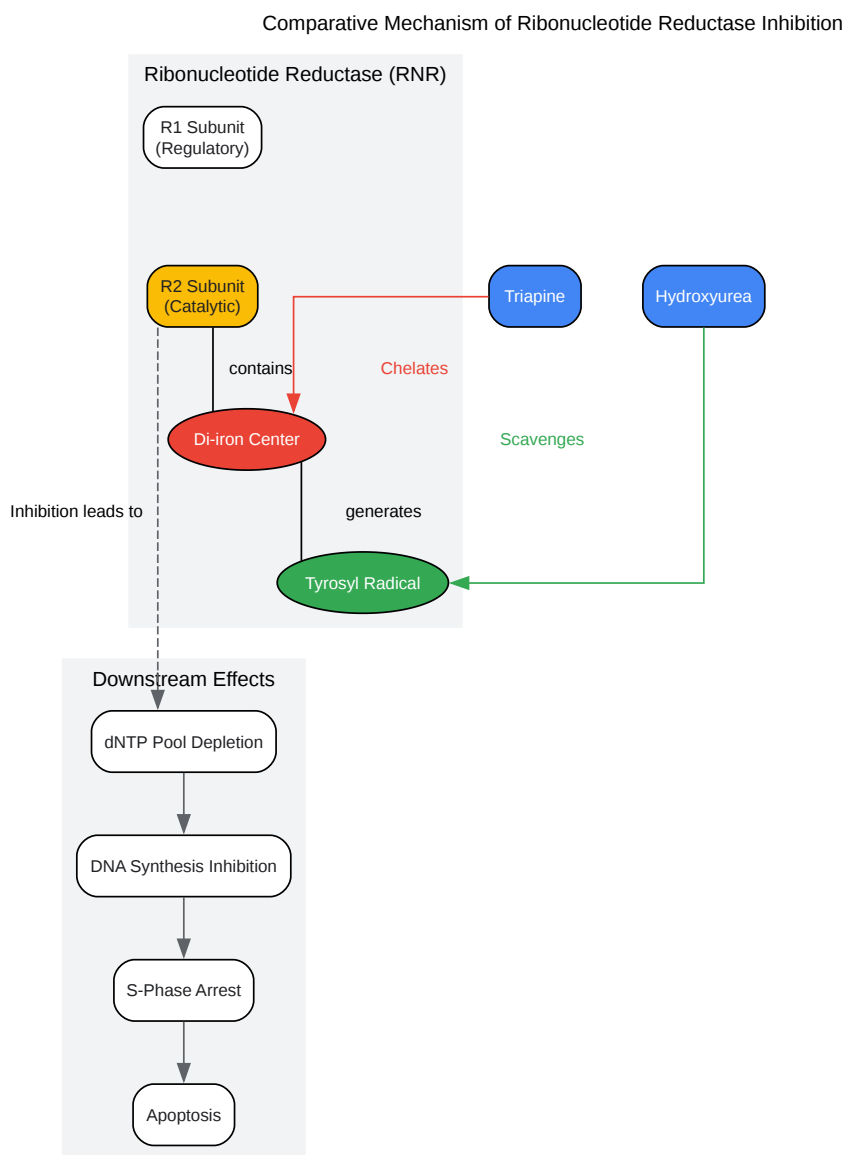 Comparative Mechanism of Ribonucleotide Reductase Inhibition
Ribonucleotide Reductase (RNR)
R1 Subunit
(Regulatory)
R2 Subunit
(Catalytic)
Triapine
Hydroxyurea
contains
Chelates
Di-iron Center
Scavenges
Inhibition leads to
generates
Tyrosyl Radical
Downstream Effects
dNTP Pool Depletion
DNA Synthesis Inhibition
S-Phase Arrest
Apoptosis